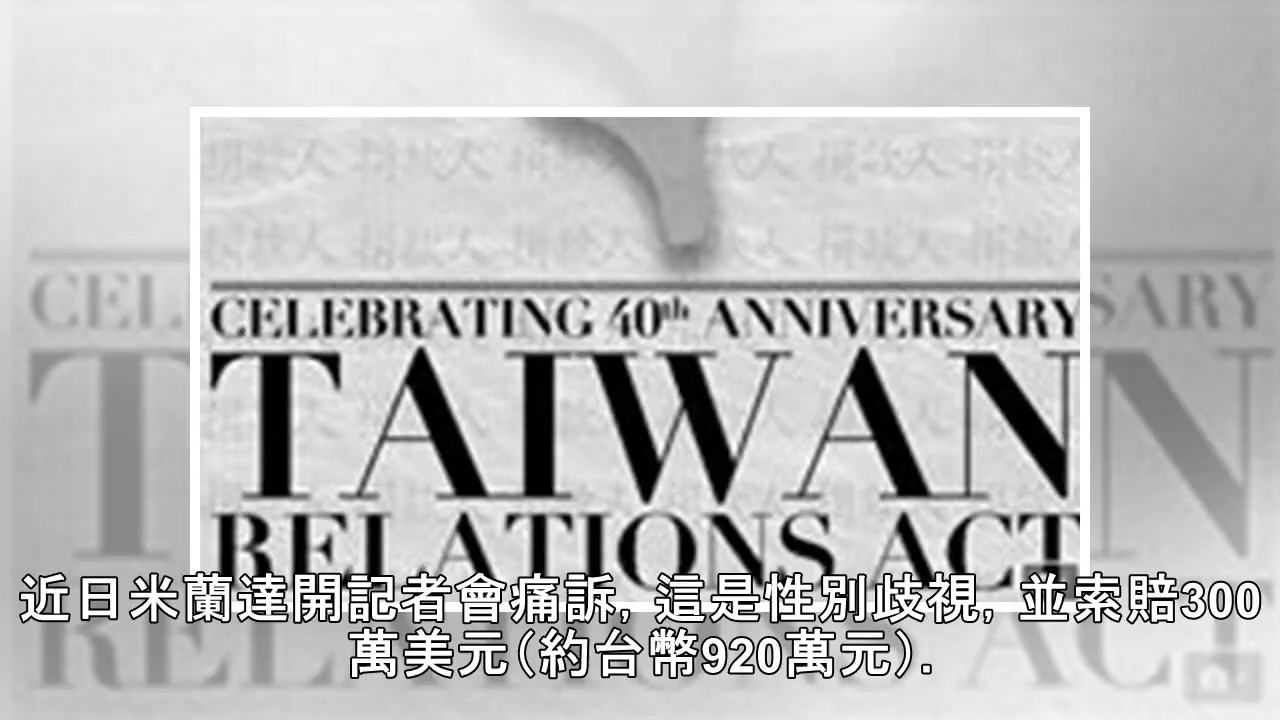 CELEBRATING 40th ANNIVERSARY
TAIWAN
RELATIONS ACT
近日米蘭達開記者會痛訴, 這是性別歧視, 並索賠300
萬美元(約台幣920萬元).